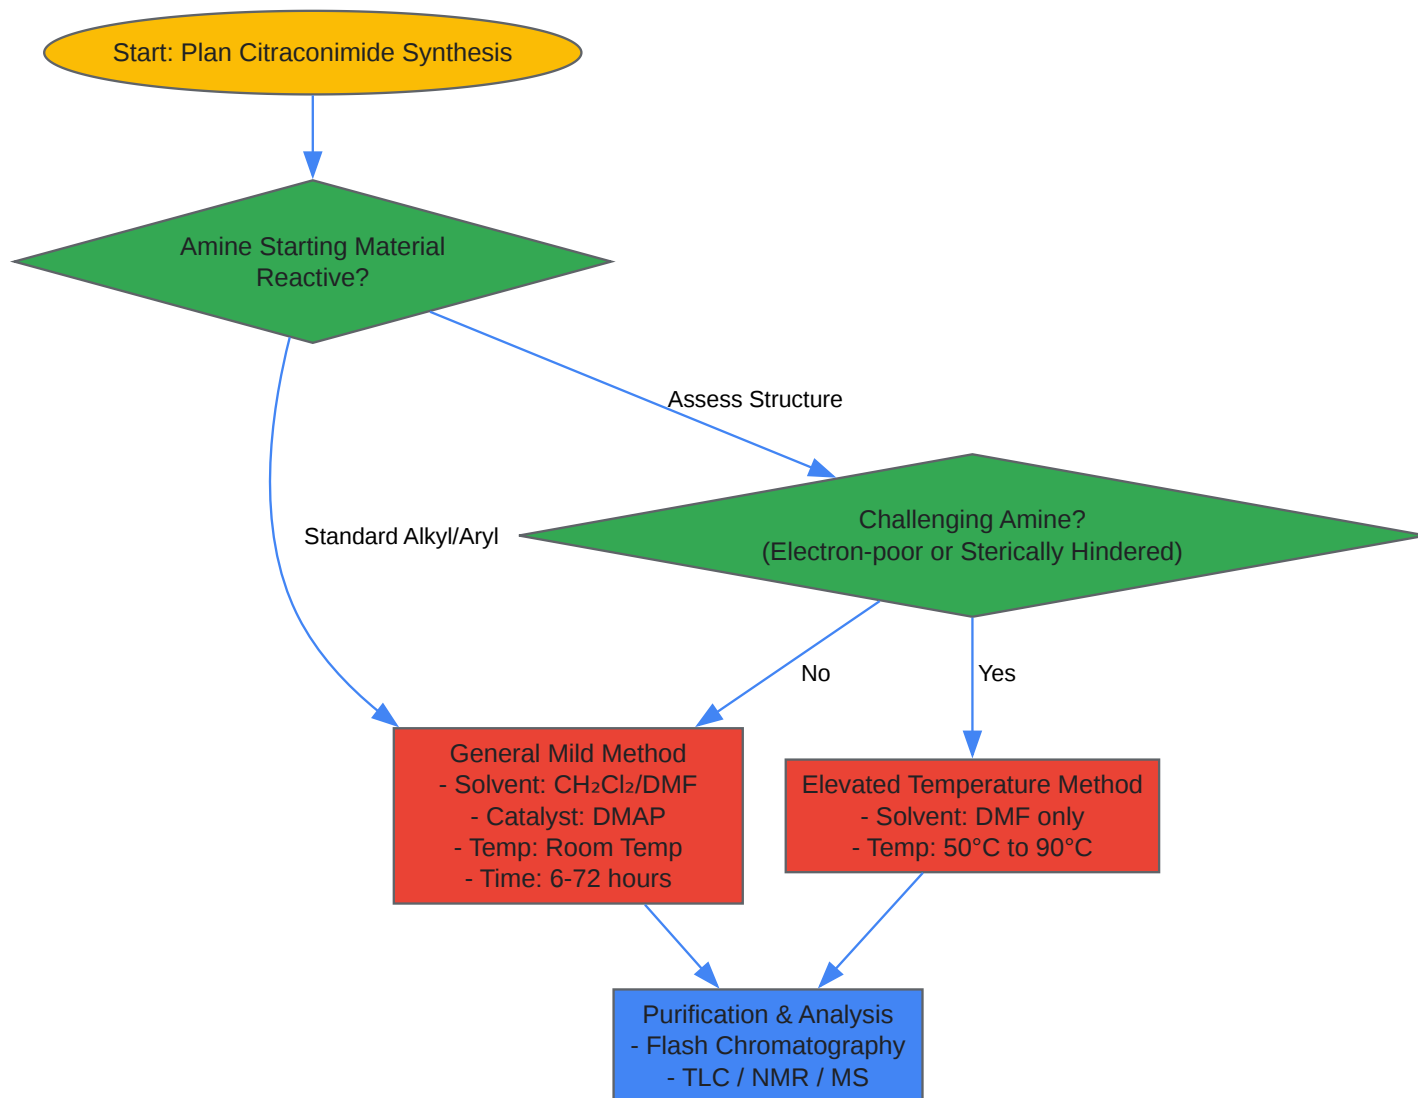 Start: Plan Citraconimide Synthesis
Amine Starting Material
Reactive?
Assess Structure
Standard Alkyl/Aryl
Challenging Amine?
(Electron-poor or Sterically Hindered)
No
Yes
General Mild Method
- Solvent: CH₂Cl₂/DMF
- Catalyst: DMAP
- Temp: Room Temp
- Time: 6-72 hours
Elevated Temperature Method
- Solvent: DMF only
- Temp: 50°C to 90°C
Purification & Analysis
- Flash Chromatography
- TLC / NMR / MS